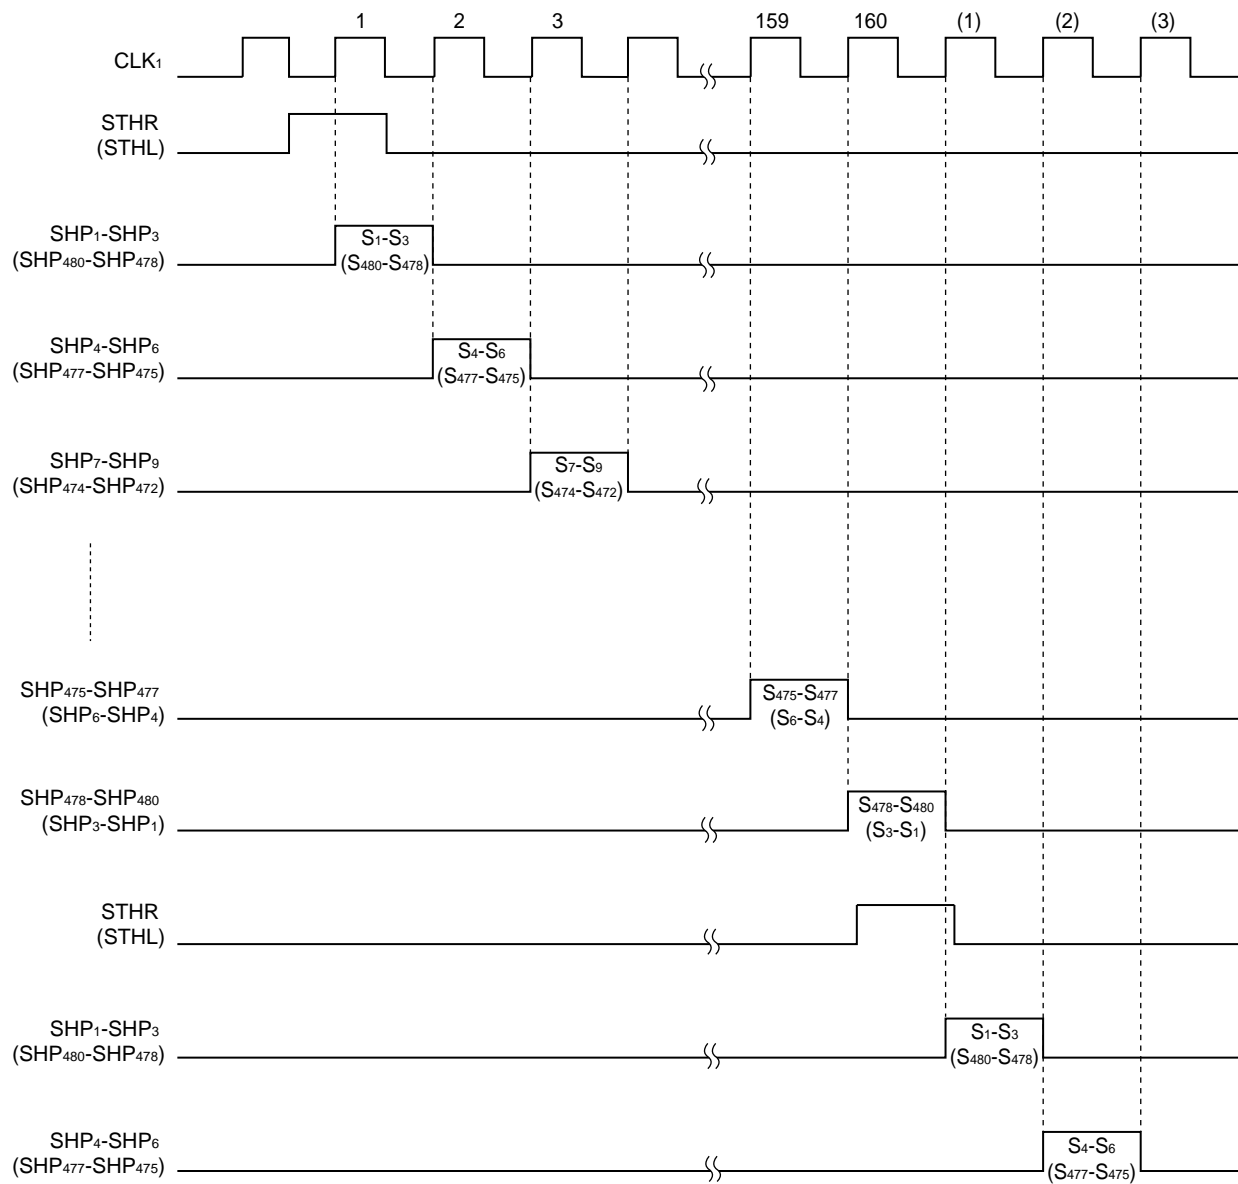 1 2 3 159 160 (1) (2) (3)
CLK₁
STHR
(STHL)
SHP₁-SHP₃
(SHP₄₈₀-SHP₄₇₈)
S₁-S₃
(S₄₈₀-S₄₇₈)
SHP₄-SHP₆
(SHP₄₇₇-SHP₄₇₅)
S₄-S₆
(S₄₇₇-S₄₇₅)
SHP₇-SHP₉
(SHP₄₇₄-SHP₄₇₂)
S₇-S₉
(S₄₇₄-S₄₇₂)
SHP₄₇₅-SHP₄₇₇
(SHP₆-SHP₄)
S₄₇₅-S₄₇₇
(S₆-S₄)
SHP₄₇₈-SHP₄₈₀
(SHP₃-SHP₁)
S₄₇₈-S₄₈₀
(S₃-S₁)
STHR
(STHL)
SHP₁-SHP₃
(SHP₄₈₀-SHP₄₇₈)
S₁-S₃
(S₄₈₀-S₄₇₈)
SHP₄-SHP₆
(SHP₄₇₇-SHP₄₇₅)
S₄-S₆
(S₄₇₇-S₄₇₅)